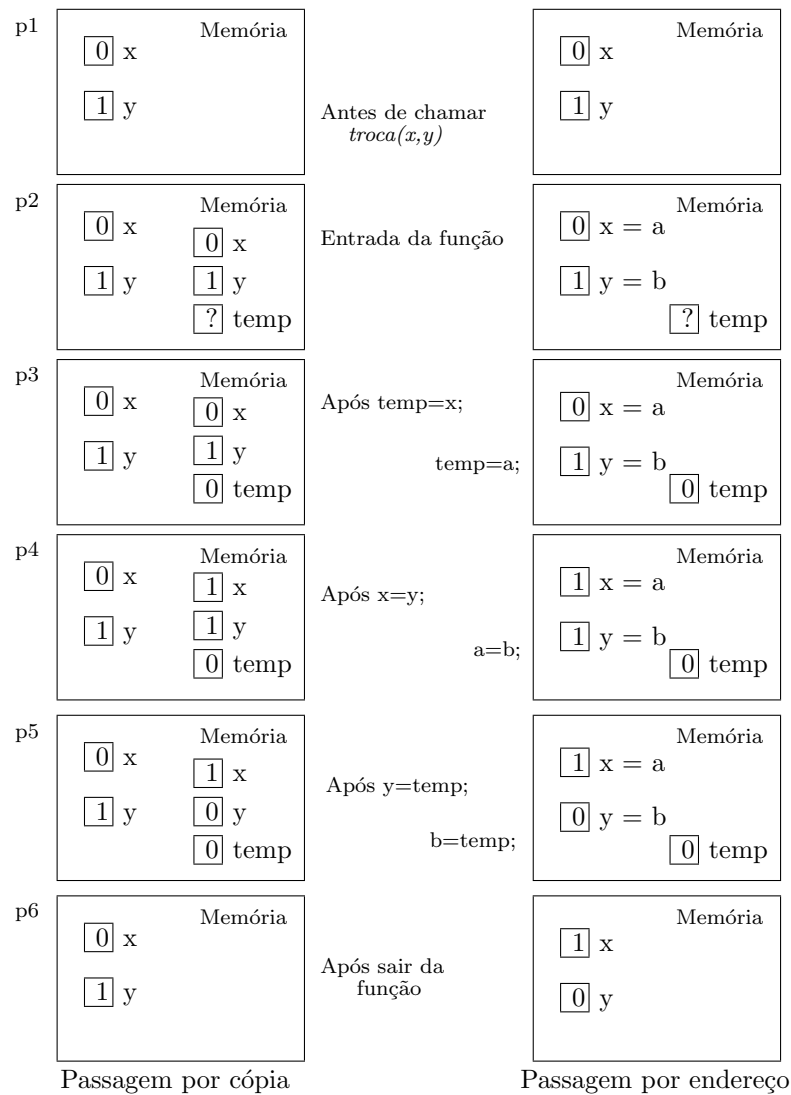 p1
Memória
0 x
1 y
Antes de chamar
troca(x,y)
Memória
0 x
1 y
p2
Memória
0 x
0 x
1 y
1 y
? temp
Entrada da função
Memória
0 x = a
1 y = b
? temp
p3
Memória
0 x
0 x
1 y
1 y
0 temp
Após temp=x;
temp=a;
Memória
0 x = a
1 y = b
0 temp
p4
Memória
0 x
1 x
1 y
1 y
0 temp
Após x=y;
a=b;
Memória
1 x = a
1 y = b
0 temp
p5
Memória
0 x
1 x
1 y
0 y
0 temp
Após y=temp;
b=temp;
Memória
1 x = a
0 y = b
0 temp
p6
Memória
0 x
1 y
Após sair da
função
Memória
1 x
0 y
Passagem por cópia
Passagem por endereço